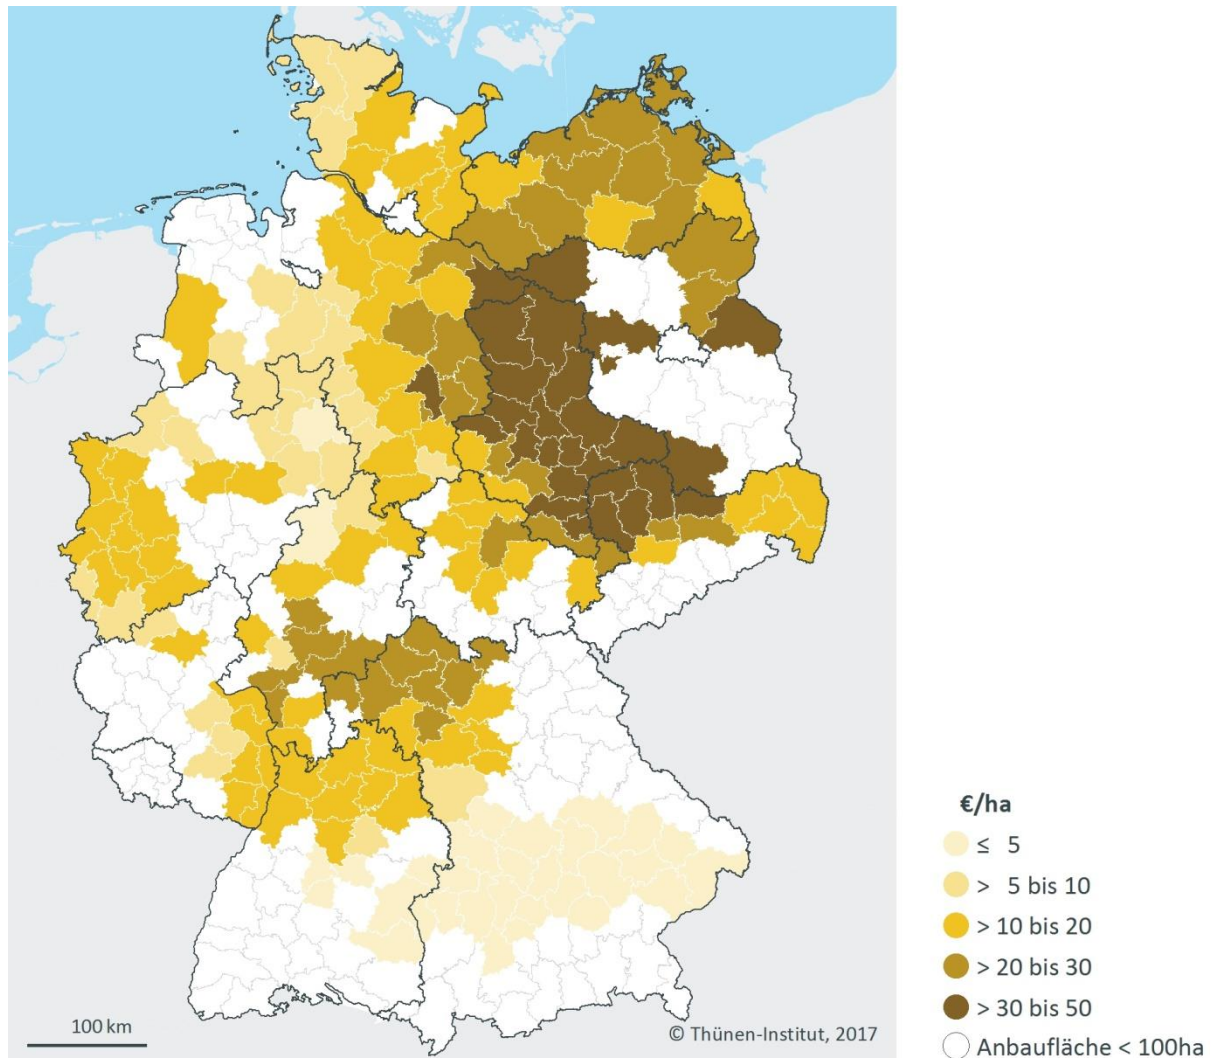 €/ha
≤ 5
> 5 bis 10
> 10 bis 20
> 20 bis 30
> 30 bis 50
Anbaufläche < 100ha
100 km
© Thünen-Institut, 2017